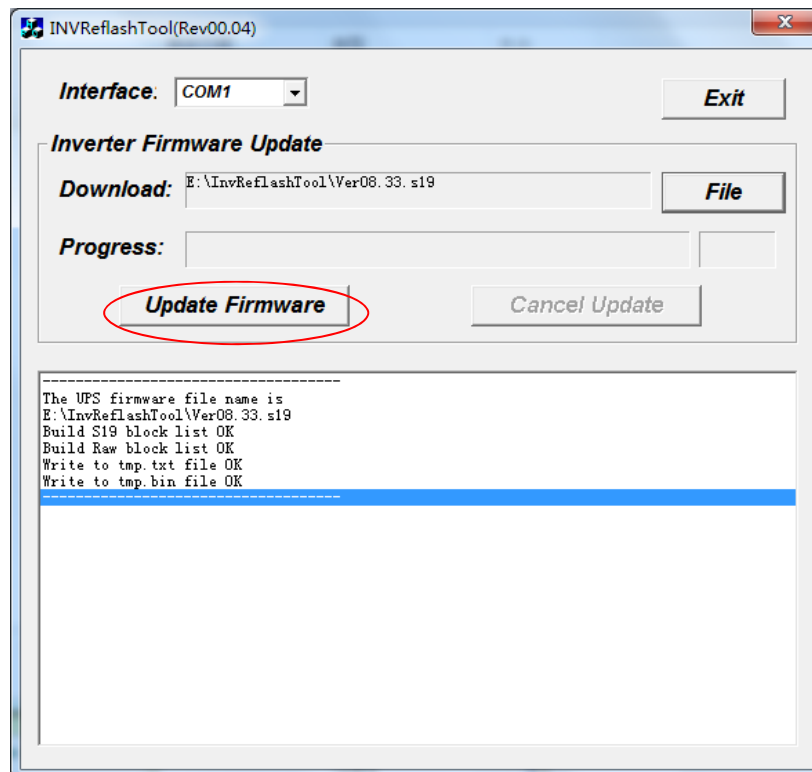 INVReflashTool(Rev00.04)
Interface: COM1
Exit
Inverter Firmware Update
Download: E:\InvReflashTool\Ver08.33.s19
File
Progress:
Update Firmware
Cancel Update
------------------------------------
The UPS firmware file name is
E:\InvReflashTool\Ver08.33.s19
Build S19 block list OK
Build Raw block list OK
Write to tmp.txt file OK
Write to tmp.bin file OK
------------------------------------